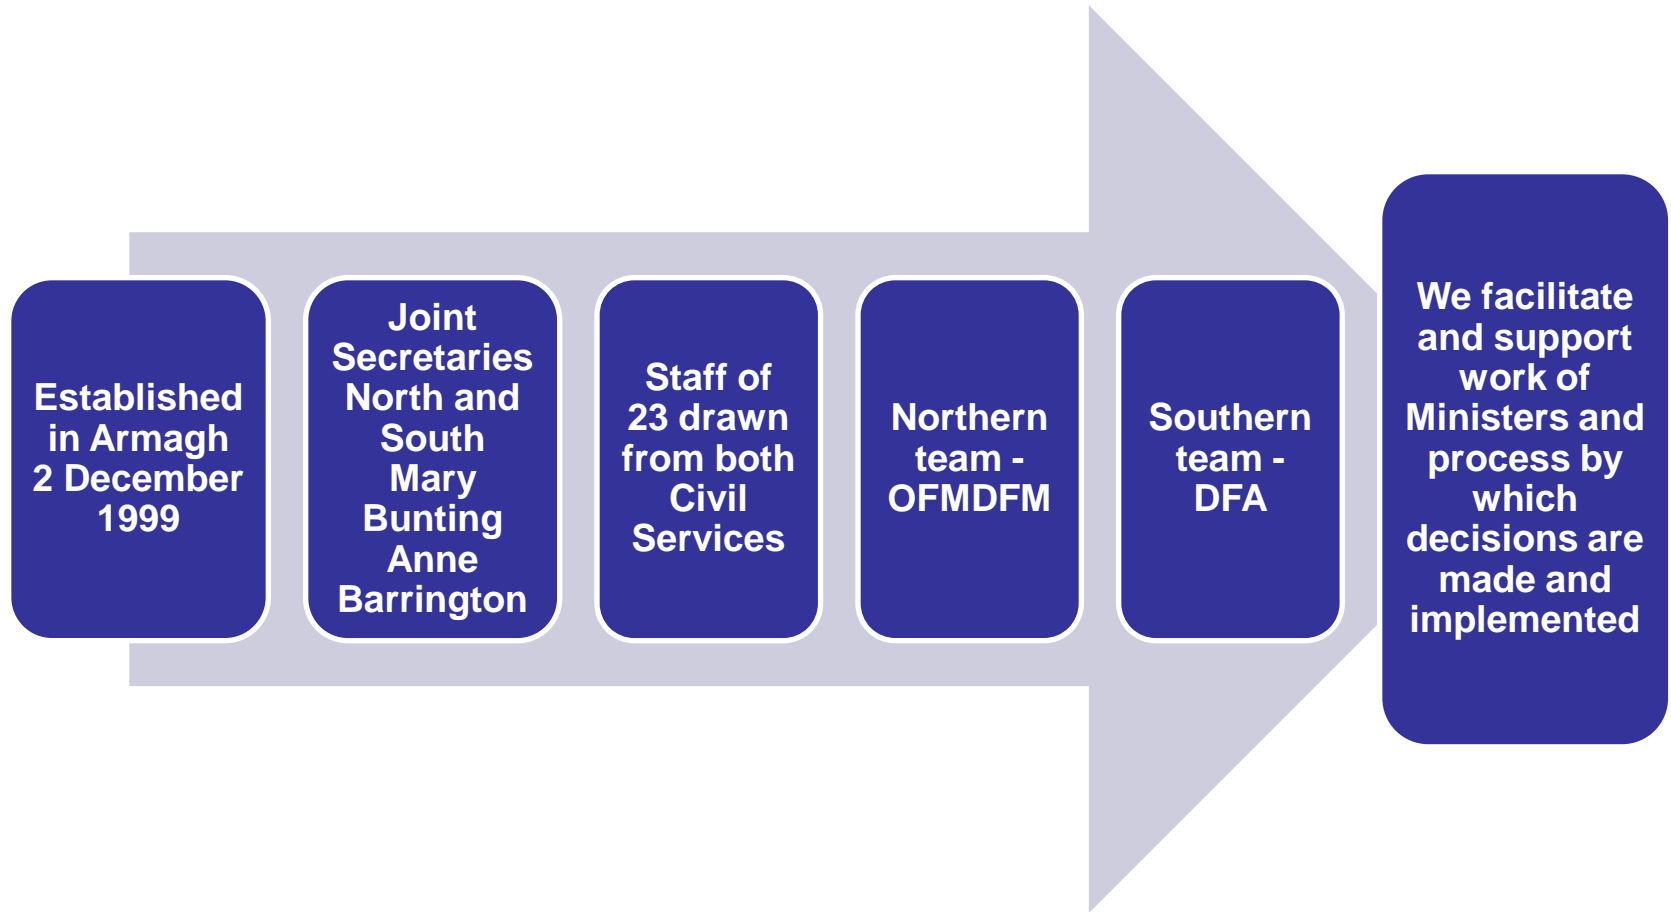 Established
in Armagh
2 December
1999
Joint
Secretaries
North and
South
Mary
Bunting
Anne
Barrington
Staff of
23 drawn
from both
Civil
Services
Northern
team -
OFMDFM
Southern
team -
DFA
We facilitate
and support
work of
Ministers and
process by
which
decisions are
made and
implemented